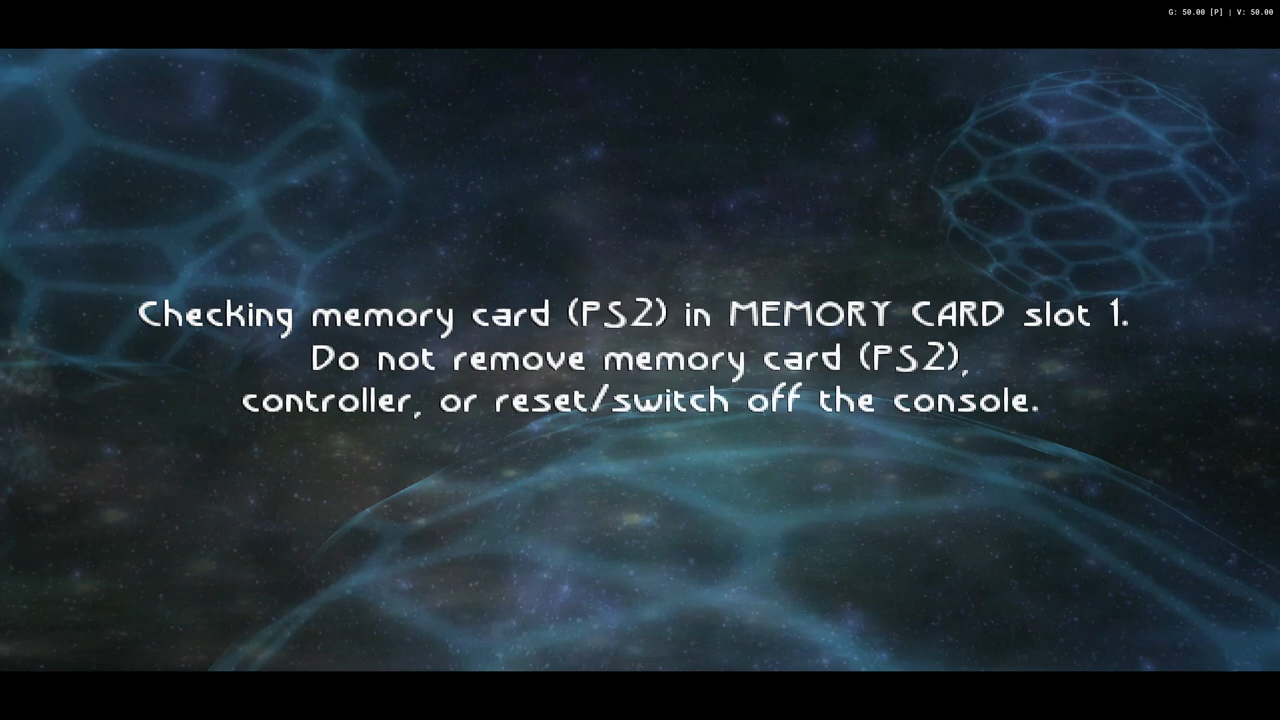 G: 50.00 [P] | V: 50.00
Checking memory card (PS2) in MEMORY CARD slot 1.
Do not remove memory card (PS2),
controller, or reset/switch off the console.